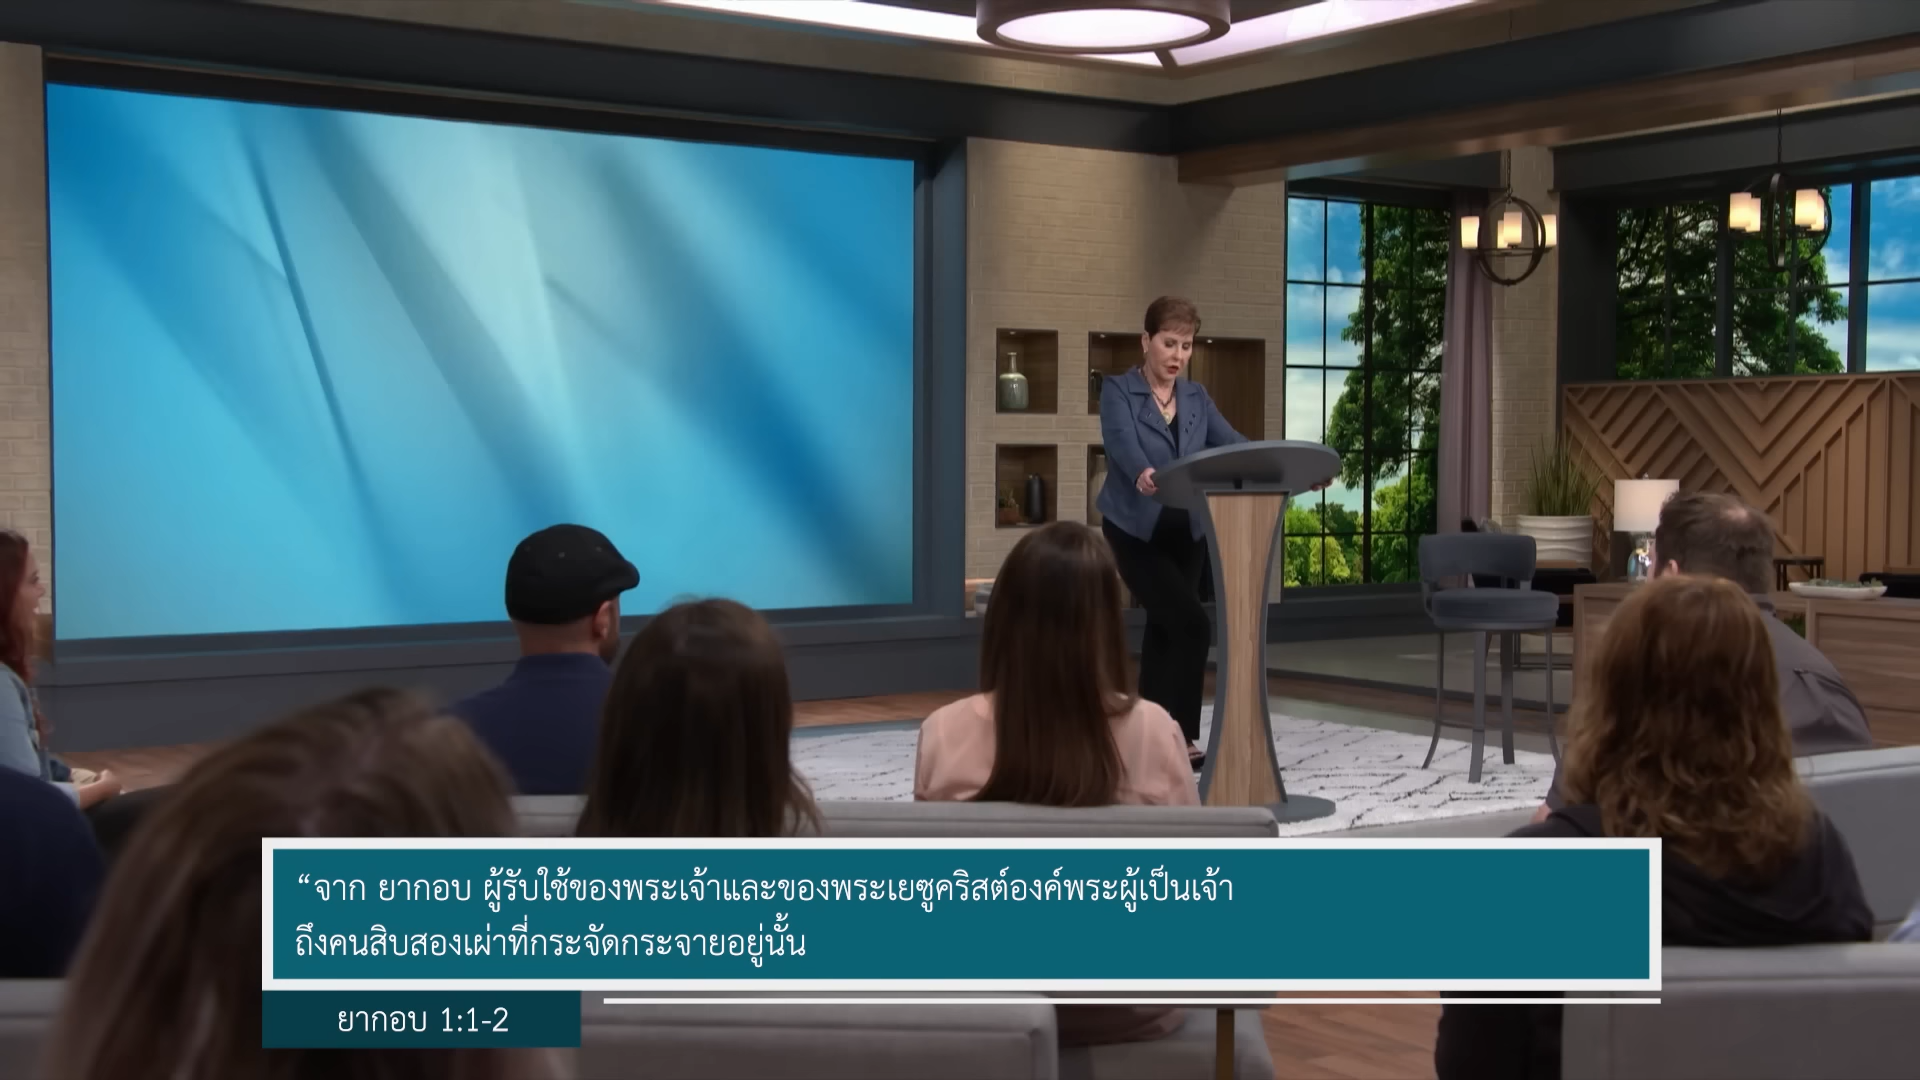 “จาก ยากอบ ผู้รับใช้ของพระเจ้าและของพระเยซูคริสต์องค์พระผู้เป็นเจ้า
ถึงคนสิบสองเผ่าที่กระจัดกระจายอยู่นั้น
ยากอบ 1:1-2